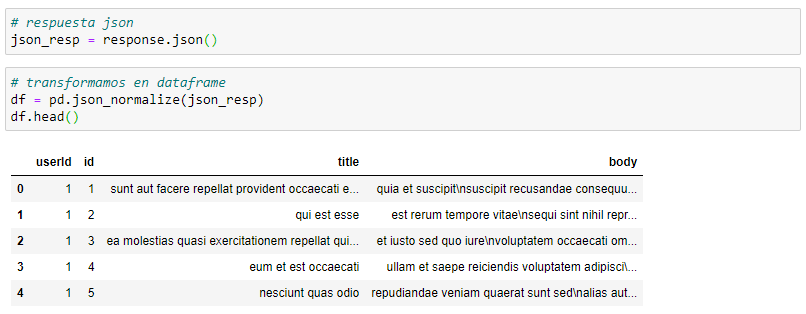 # respuesta json
json_resp = response.json()
# transformamos en dataframe
df = pd.json_normalize(json_resp)
df.head()
userId id title body
0 1 1 sunt aut facere repellat provident occaecati e... quia et suscipit\nsuscipit recusandae consequu...
1 1 2 qui est esse est rerum tempore vitae\nsequi sint nihil repr...
2 1 3 ea molestias quasi exercitationem repellat qui... et iusto sed quo iure\nvoluptatem occaecati om...
3 1 4 eum et est occaecati ullam et saepe reiciendis voluptatem adipisci\...
4 1 5 nesciunt quas odio repudiandae veniam quaerat sunt sed\nalias aut...